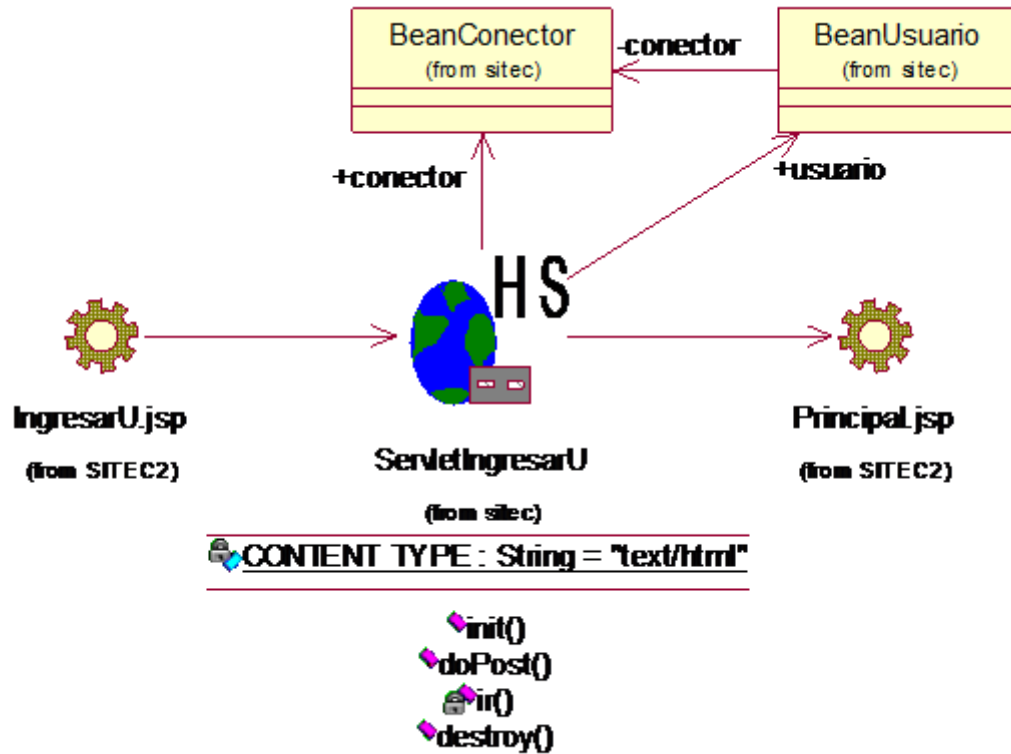 BeanConector
(from sitec)
BeanUsuario
(from sitec)
-conector
+conector
+usuario
HS
IngresarU.jsp
(from SITEC2)
ServletIngresarU
(from sitec)
Principal.jsp
(from SITEC2)
CONTENT TYPE : String = "text/html"
init()
doPost()
ir()
destroy()